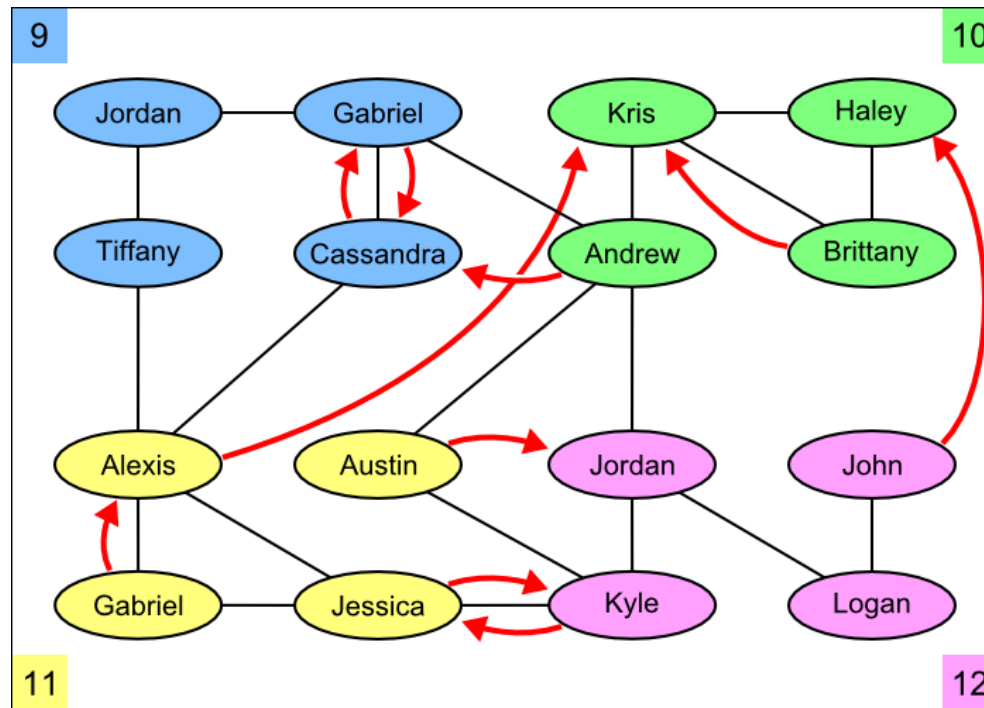 9
10
Jordan
Gabriel
Kris
Haley
Tiffany
Cassandra
Andrew
Brittany
Alexis
Austin
Jordan
John
Gabriel
Jessica
Kyle
Logan
11
12